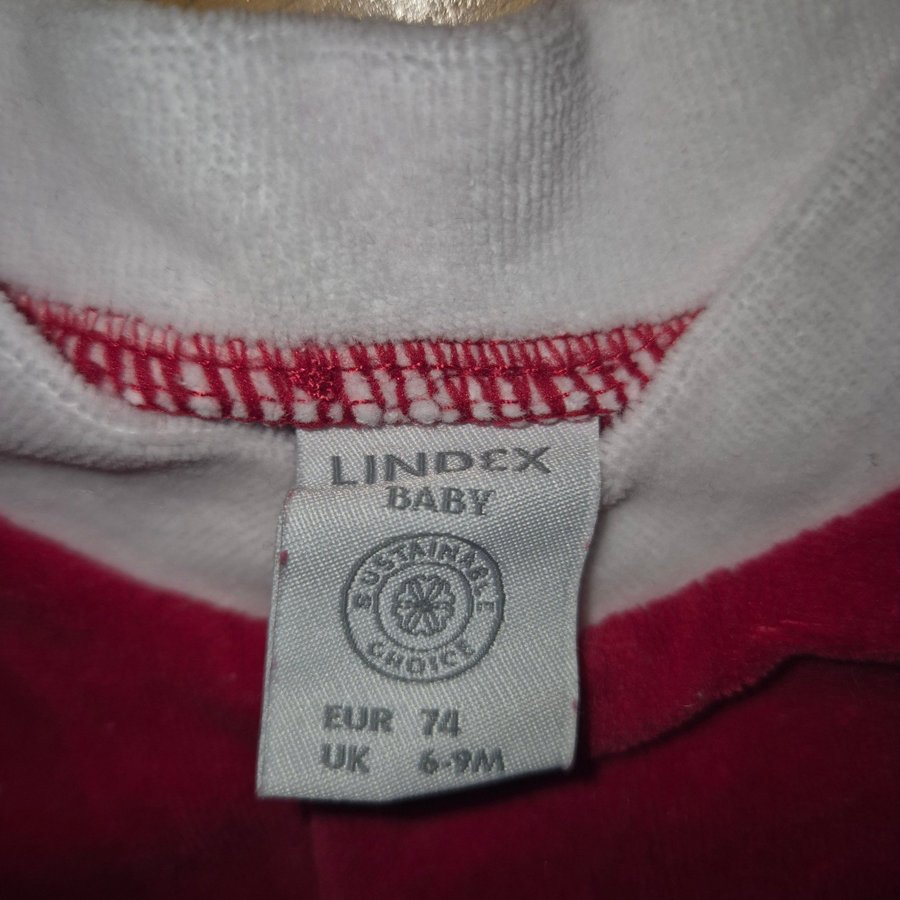 LINDEX
BABY
SUSTAINABLE
CHOICE
EUR 74
UK 6-9M